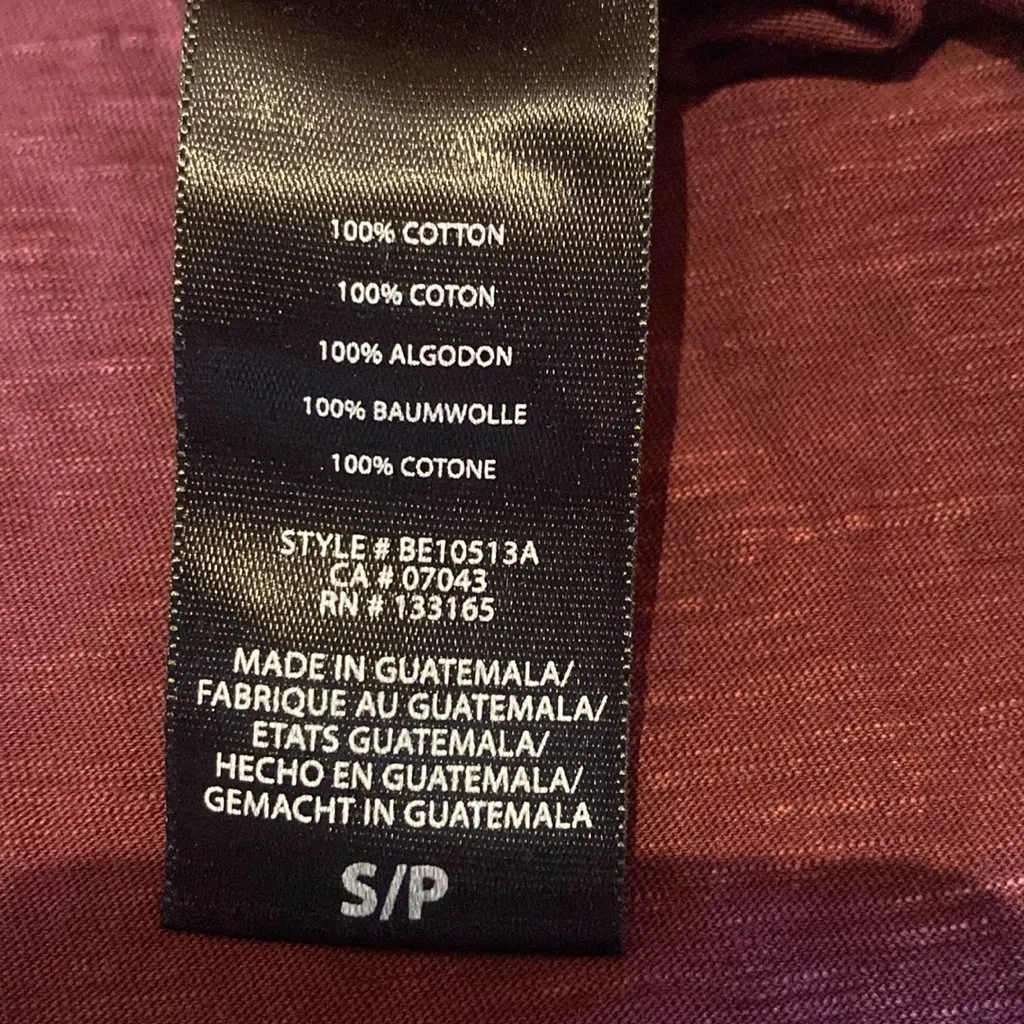 100% COTTON
100% COTON
100% ALGODON
100% BAUMWOLLE
100% COTONE
STYLE # BE10513A
CA # 07043
RN # 133165
MADE IN GUATEMALA/
FABRIQUE AU GUATEMALA/
ETATS GUATEMALA/
HECHO EN GUATEMALA/
GEMACHT IN GUATEMALA
S/P